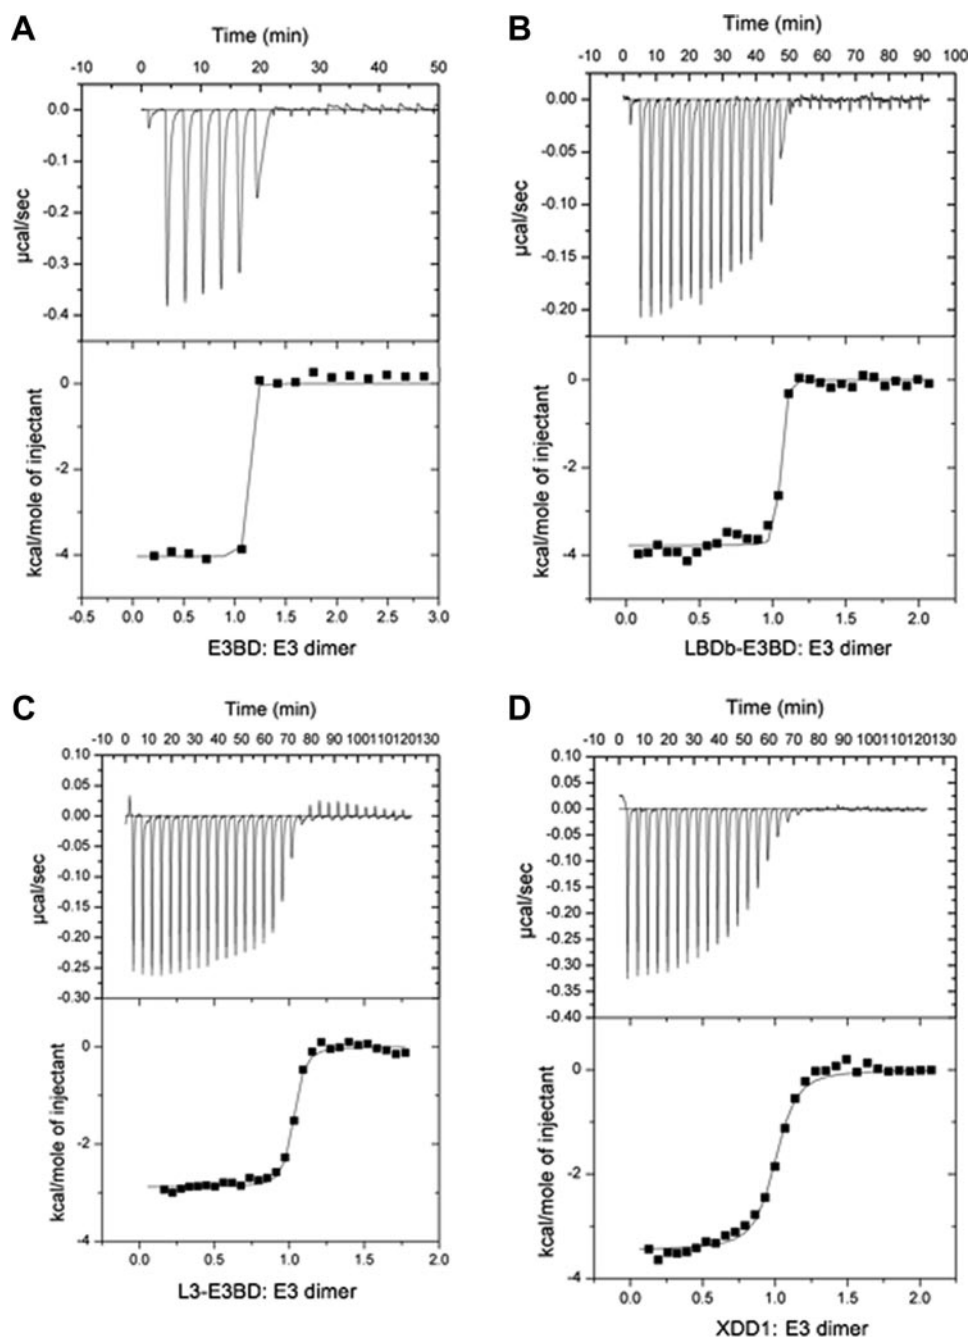 A
Time (min)
-10 0 10 20 30 40 50
0.0
-0.1
-0.2
-0.3
-0.4
µcal/sec
0
-2
-4
kcal/mole of injectant
-0.5 0.0 0.5 1.0 1.5 2.0 2.5 3.0
E3BD: E3 dimer
B
Time (min)
-10 0 10 20 30 40 50 60 70 80 90 100
0.00
-0.05
-0.10
-0.15
-0.20
µcal/sec
0
-2
-4
kcal/mole of injectant
0.0 0.5 1.0 1.5 2.0
LBDb-E3BD: E3 dimer
C
Time (min)
-10 0 10 20 30 40 50 60 70 80 90 100110120130
0.10
0.05
0.00
-0.05
-0.10
-0.15
-0.20
-0.25
-0.30
µcal/sec
0
-2
-4
kcal/mole of injectant
0.0 0.5 1.0 1.5 2.0
L3-E3BD: E3 dimer
D
Time (min)
-10 0 10 20 30 40 50 60 70 80 90 100110120130
0.10
0.05
0.00
-0.05
-0.10
-0.15
-0.20
-0.25
-0.30
-0.35
-0.40
µcal/sec
0
-2
-4
kcal/mole of injectant
0.0 0.5 1.0 1.5 2.0
XDD1: E3 dimer